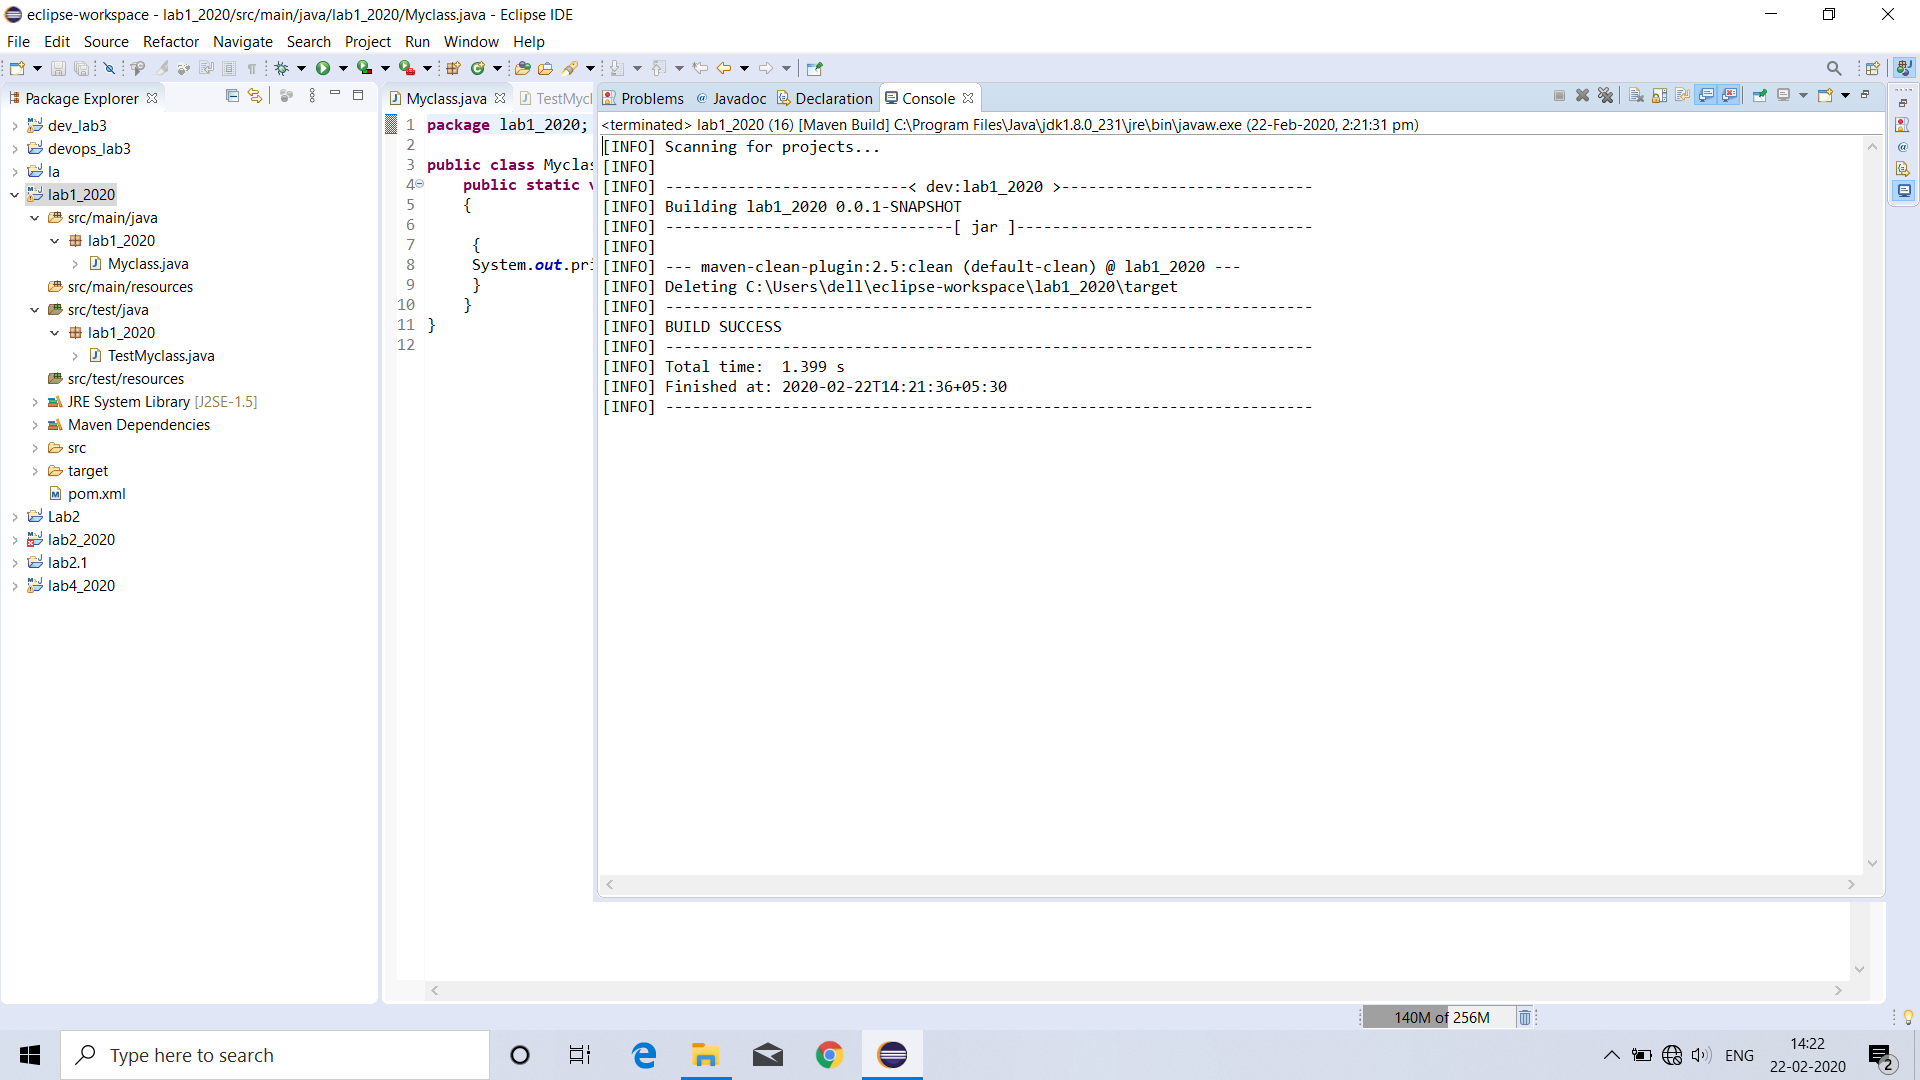 eclipse-workspace - lab1_2020/src/main/java/lab1_2020/Myclass.java - Eclipse IDE
File Edit Source Refactor Navigate Search Project Run Window Help
Package Explorer
dev_lab3
devops_lab3
la
lab1_2020
src/main/java
lab1_2020
Myclass.java
src/main/resources
src/test/java
lab1_2020
TestMyclass.java
src/test/resources
JRE System Library [J2SE-1.5]
Maven Dependencies
src
target
pom.xml
Lab2
lab2_2020
lab2.1
lab4_2020
Myclass.java TestMycl
1 package lab1_2020;
2
3 public class Myclas
4 public static v
5 {
6
7 {
8 System.out.pri
9 }
10 }
11 }
12
Problems Javadoc Declaration Console
<terminated> lab1_2020 (16) [Maven Build] C:\Program Files\Java\jdk1.8.0_231\jre\bin\javaw.exe (22-Feb-2020, 2:21:31 pm)
[INFO] Scanning for projects...
[INFO]
[INFO] ---------------------------< dev:lab1_2020 >----------------------------
[INFO] Building lab1_2020 0.0.1-SNAPSHOT
[INFO] --------------------------------[ jar ]---------------------------------
[INFO]
[INFO] --- maven-clean-plugin:2.5:clean (default-clean) @ lab1_2020 ---
[INFO] Deleting C:\Users\dell\eclipse-workspace\lab1_2020\target
[INFO] ------------------------------------------------------------------------
[INFO] BUILD SUCCESS
[INFO] ------------------------------------------------------------------------
[INFO] Total time:  1.399 s
[INFO] Finished at: 2020-02-22T14:21:36+05:30
[INFO] ------------------------------------------------------------------------
140M of 256M
Type here to search
ENG
14:22
22-02-2020
2